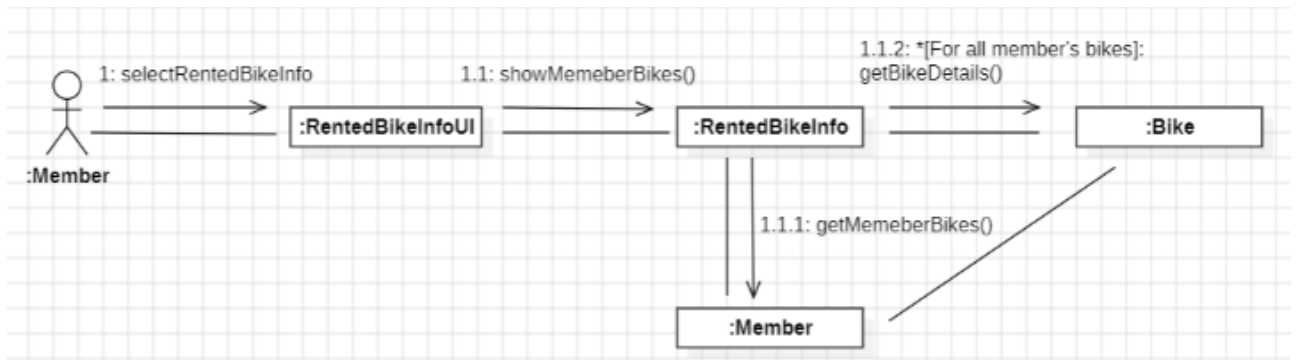 1.1.2: *[For all member's bikes]:
getBikeDetails()
1: selectRentedBikeInfo
1.1: showMemeberBikes()
:RentedBikeInfoUI
:RentedBikeInfo
:Bike
:Member
1.1.1: getMemeberBikes()
:Member